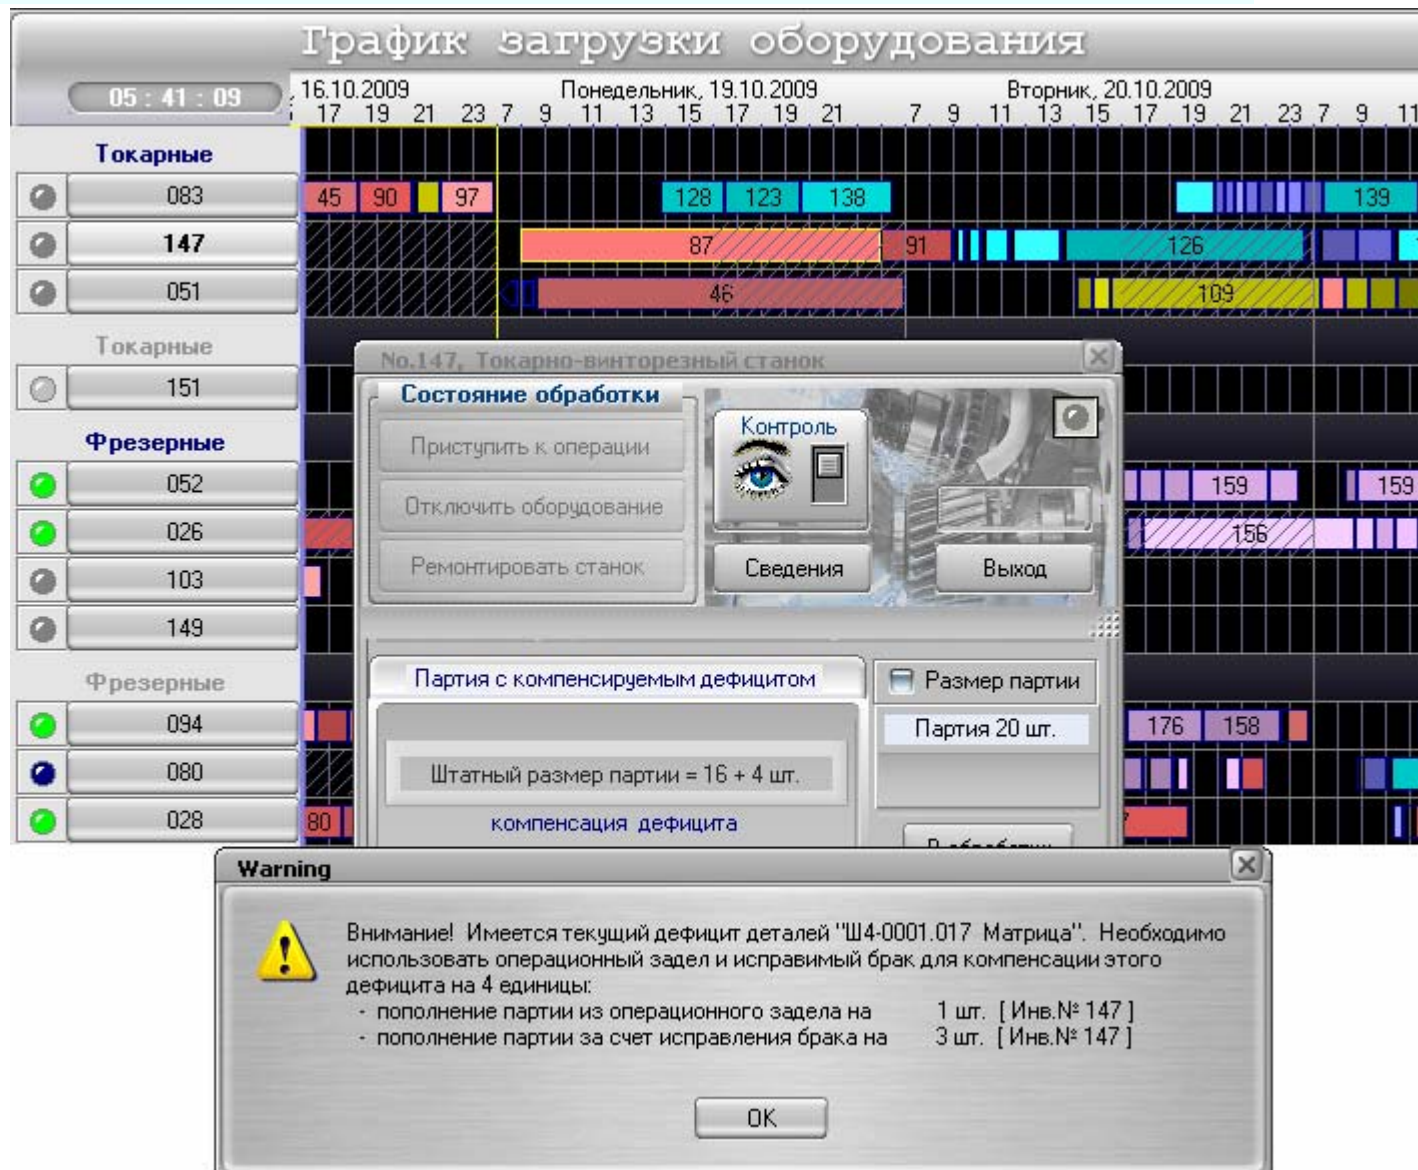 График загрузки оборудования
05 : 41 : 09
16.10.2009 Понедельник, 19.10.2009 Вторник, 20.10.2009
17 19 21 23 7 9 11 13 15 17 19 21 7 9 11 13 15 17 19 21 23 7 9 11
Токарные
083 45 90 97 128 123 138 139
147 87 91 126
051 46 109
Токарные
151
Фрезерные
052 159 159
026 156
103
149
Фрезерные
094 176 158
080
028 80
No.147, Токарно-винторезный станок
Состояние обработки
Приступить к операции
Отключить оборудование
Ремонтировать станок
Контроль
Сведения
Выход
Партия с компенсируемым дефицитом
Размер партии
Партия 20 шт.
Штатный размер партии = 16 + 4 шт.
компенсация дефицита
Warning
Внимание! Имеется текущий дефицит деталей "Ш4-0001.017 Матрица". Необходимо
использовать операционный задел и исправимый брак для компенсации этого
дефицита на 4 единицы:
- пополнение партии из операционного задела на 1 шт. [ Инв.№ 147 ]
- пополнение партии за счет исправления брака на 3 шт. [ Инв.№ 147 ]
OK